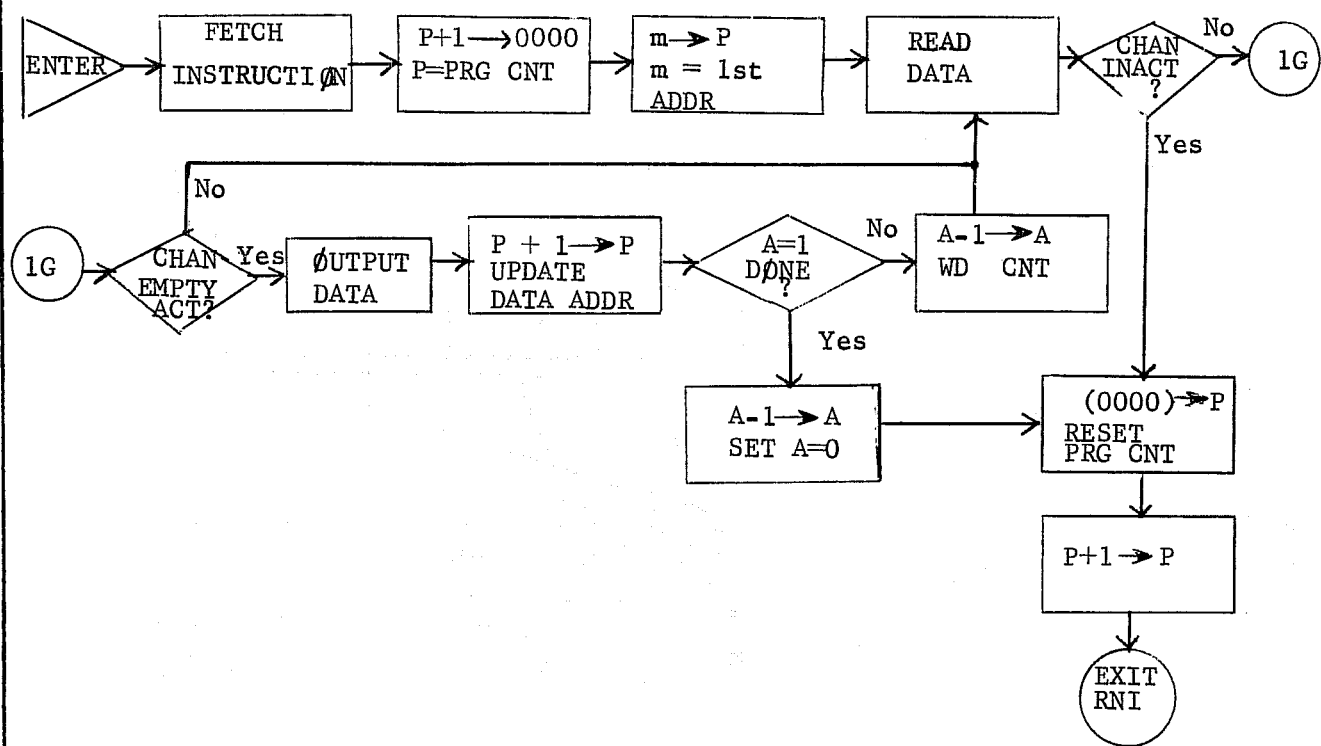 ENTER
FETCH
INSTRUCTIØN
P+1→0000
P=PRG CNT
m→P
m = 1st
ADDR
READ
DATA
CHAN
INACT
?
No
1G
Yes
No
1G
CHAN
EMPTY
ACT?
Yes
ØUTPUT
DATA
P + 1→P
UPDATE
DATA ADDR
A=1
DØNE
?
No
A-1→A
WD CNT
Yes
A-1→A
SET A=0
(0000)→P
RESET
PRG CNT
P+1→P
EXIT
RNI